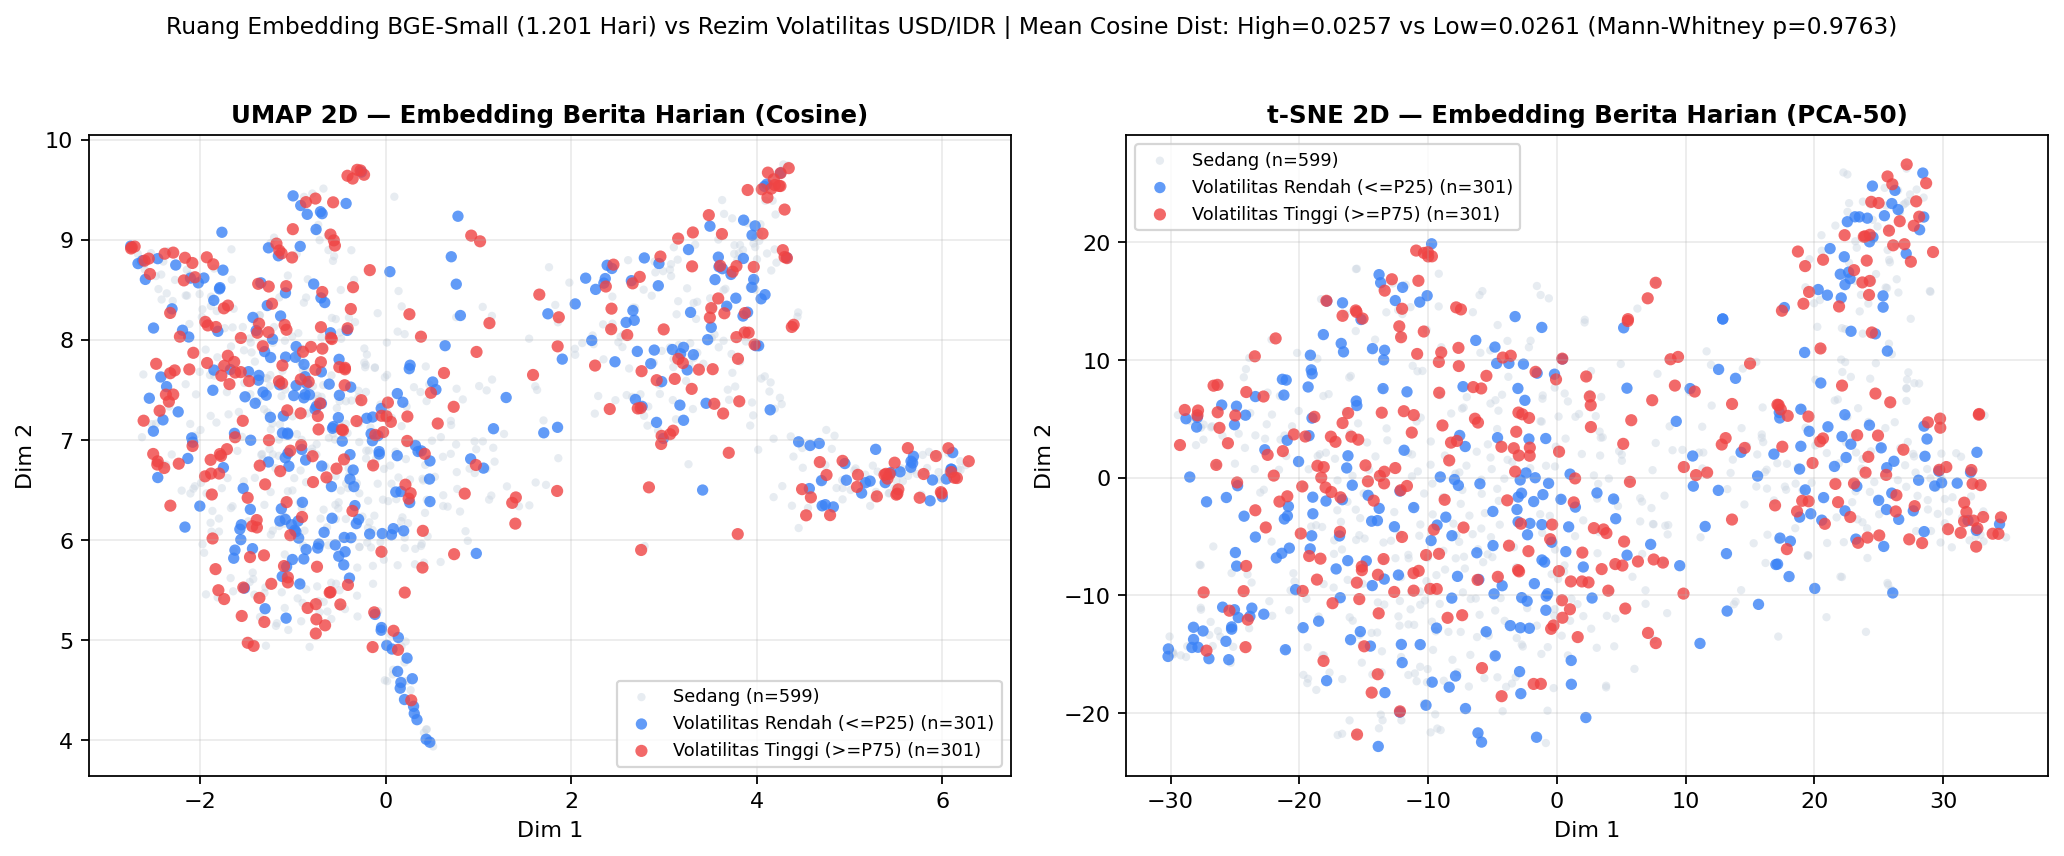 Ruang Embedding BGE-Small (1.201 Hari) vs Rezim Volatilitas USD/IDR | Mean Cosine Dist: High=0.0257 vs Low=0.0261 (Mann-Whitney p=0.9763)
UMAP 2D — Embedding Berita Harian (Cosine)
10
9
8
7
6
5
4
Dim 2
−2
0
2
4
6
Dim 1
Sedang (n=599)
Volatilitas Rendah (<=P25) (n=301)
Volatilitas Tinggi (>=P75) (n=301)
t-SNE 2D — Embedding Berita Harian (PCA-50)
Sedang (n=599)
Volatilitas Rendah (<=P25) (n=301)
Volatilitas Tinggi (>=P75) (n=301)
20
10
0
−10
−20
Dim 2
−30
−20
−10
0
10
20
30
Dim 1